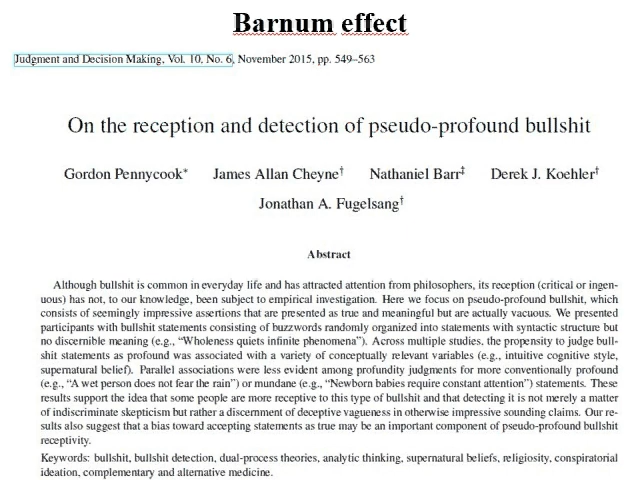 Barnum effect
Judgment and Decision Making, Vol. 10, No. 6, November 2015, pp. 549–563
On the reception and detection of pseudo-profound bullshit
Gordon Pennycook* James Allan Cheyne† Nathaniel Barr‡ Derek J. Koehler†
Jonathan A. Fugelsang†
Abstract
Although bullshit is common in everyday life and has attracted attention from philosophers, its reception (critical or ingen-
uous) has not, to our knowledge, been subject to empirical investigation. Here we focus on pseudo-profound bullshit, which
consists of seemingly impressive assertions that are presented as true and meaningful but are actually vacuous. We presented
participants with bullshit statements consisting of buzzwords randomly organized into statements with syntactic structure but
no discernible meaning (e.g., “Wholeness quiets infinite phenomena”). Across multiple studies, the propensity to judge bull-
shit statements as profound was associated with a variety of conceptually relevant variables (e.g., intuitive cognitive style,
supernatural belief). Parallel associations were less evident among profundity judgments for more conventionally profound
(e.g., “A wet person does not fear the rain”) or mundane (e.g., “Newborn babies require constant attention”) statements. These
results support the idea that some people are more receptive to this type of bullshit and that detecting it is not merely a matter
of indiscriminate skepticism but rather a discernment of deceptive vagueness in otherwise impressive sounding claims. Our re-
sults also suggest that a bias toward accepting statements as true may be an important component of pseudo-profound bullshit
receptivity.
Keywords: bullshit, bullshit detection, dual-process theories, analytic thinking, supernatural beliefs, religiosity, conspiratorial
ideation, complementary and alternative medicine.